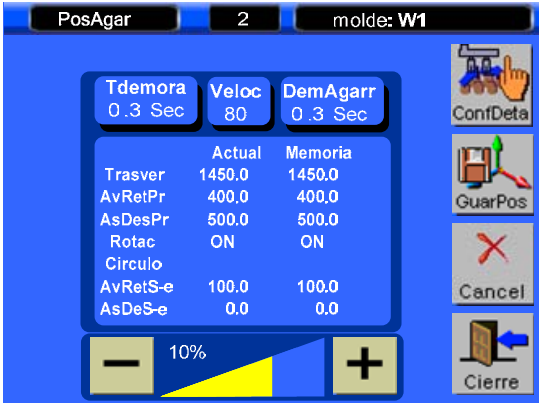 PosAgar 2 molde: W1
Tdemora Veloc DemAgarr
0.3 Sec 80 0.3 Sec
Actual Memoria
Trasver 1450.0 1450.0
AvRetPr 400.0 400.0
AsDesPr 500.0 500.0
Rotac ON ON
Circulo
AvRetS-e 100.0 100.0
AsDeS-e 0.0 0.0
10%
ConfDeta
GuarPos
Cancel
Cierre